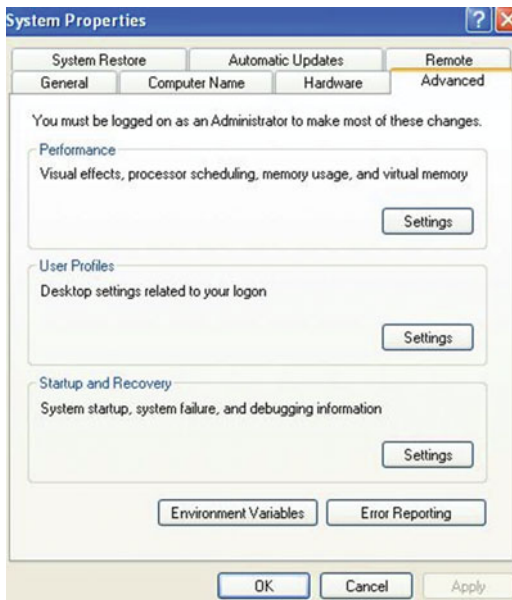 System Properties
System Restore Automatic Updates Remote
General Computer Name Hardware Advanced
You must be logged on as an Administrator to make most of these changes.
Performance
Visual effects, processor scheduling, memory usage, and virtual memory
Settings
User Profiles
Desktop settings related to your logon
Settings
Startup and Recovery
System startup, system failure, and debugging information
Settings
Environment Variables Error Reporting
OK Cancel Apply